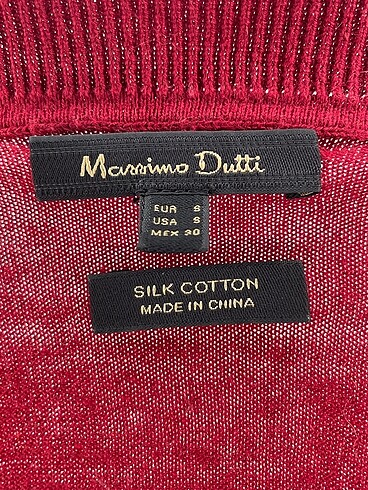 Massimo Dutti
EUR S
USA S
MEX 30
SILK COTTON
MADE IN CHINA